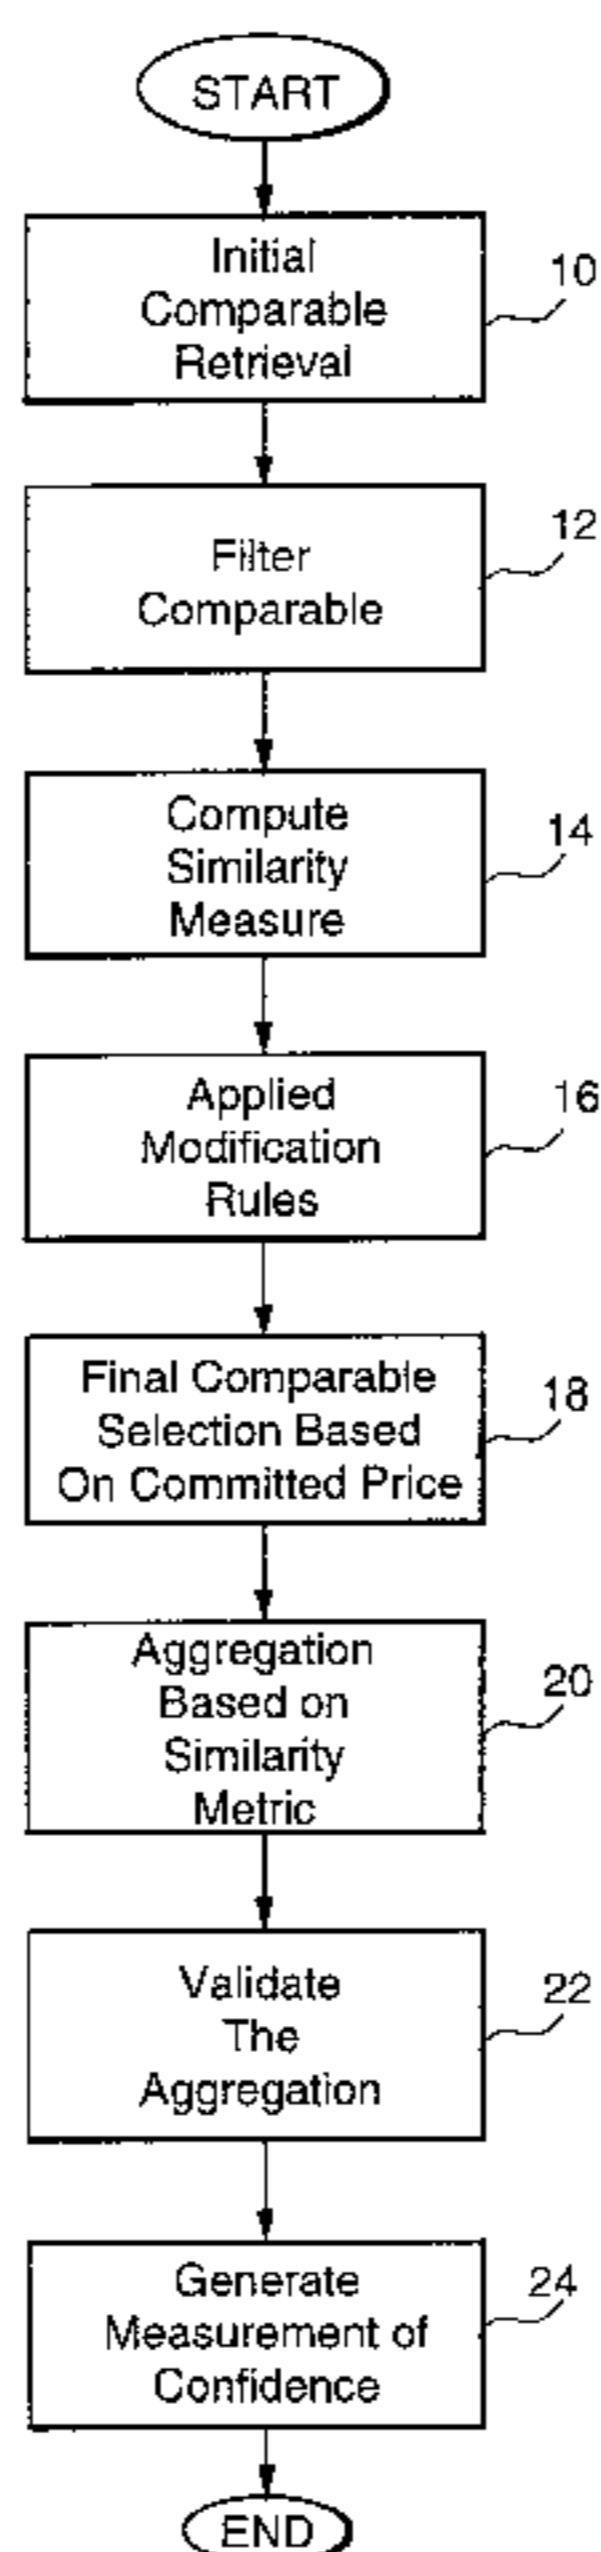 START
Initial
Comparable
Retrieval
10
Filter
Comparable
12
Compute
Similarity
Measure
14
Applied
Modification
Rules
16
Final Comparable
Selection Based
On Committed Price
18
Aggregation
Based on
Similarity
Metric
20
Validate
The
Aggregation
22
Generate
Measurement of
Confidence
24
END